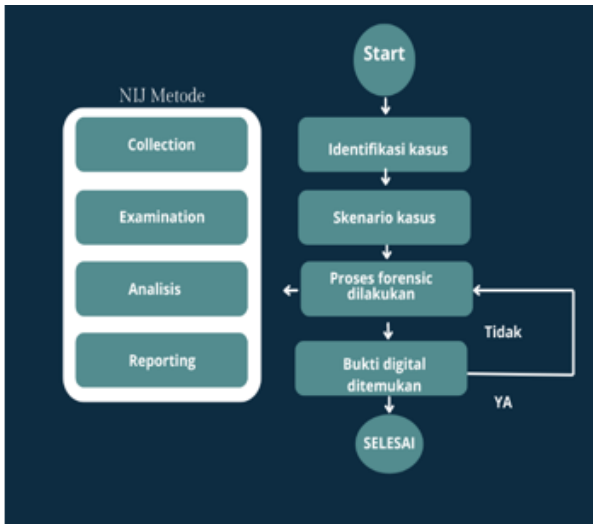 NIJ Metode
Collection
Examination
Analisis
Reporting
Start
Identifikasi kasus
Skenario kasus
Proses forensic
dilakukan
Tidak
Bukti digital
ditemukan
YA
SELESAI